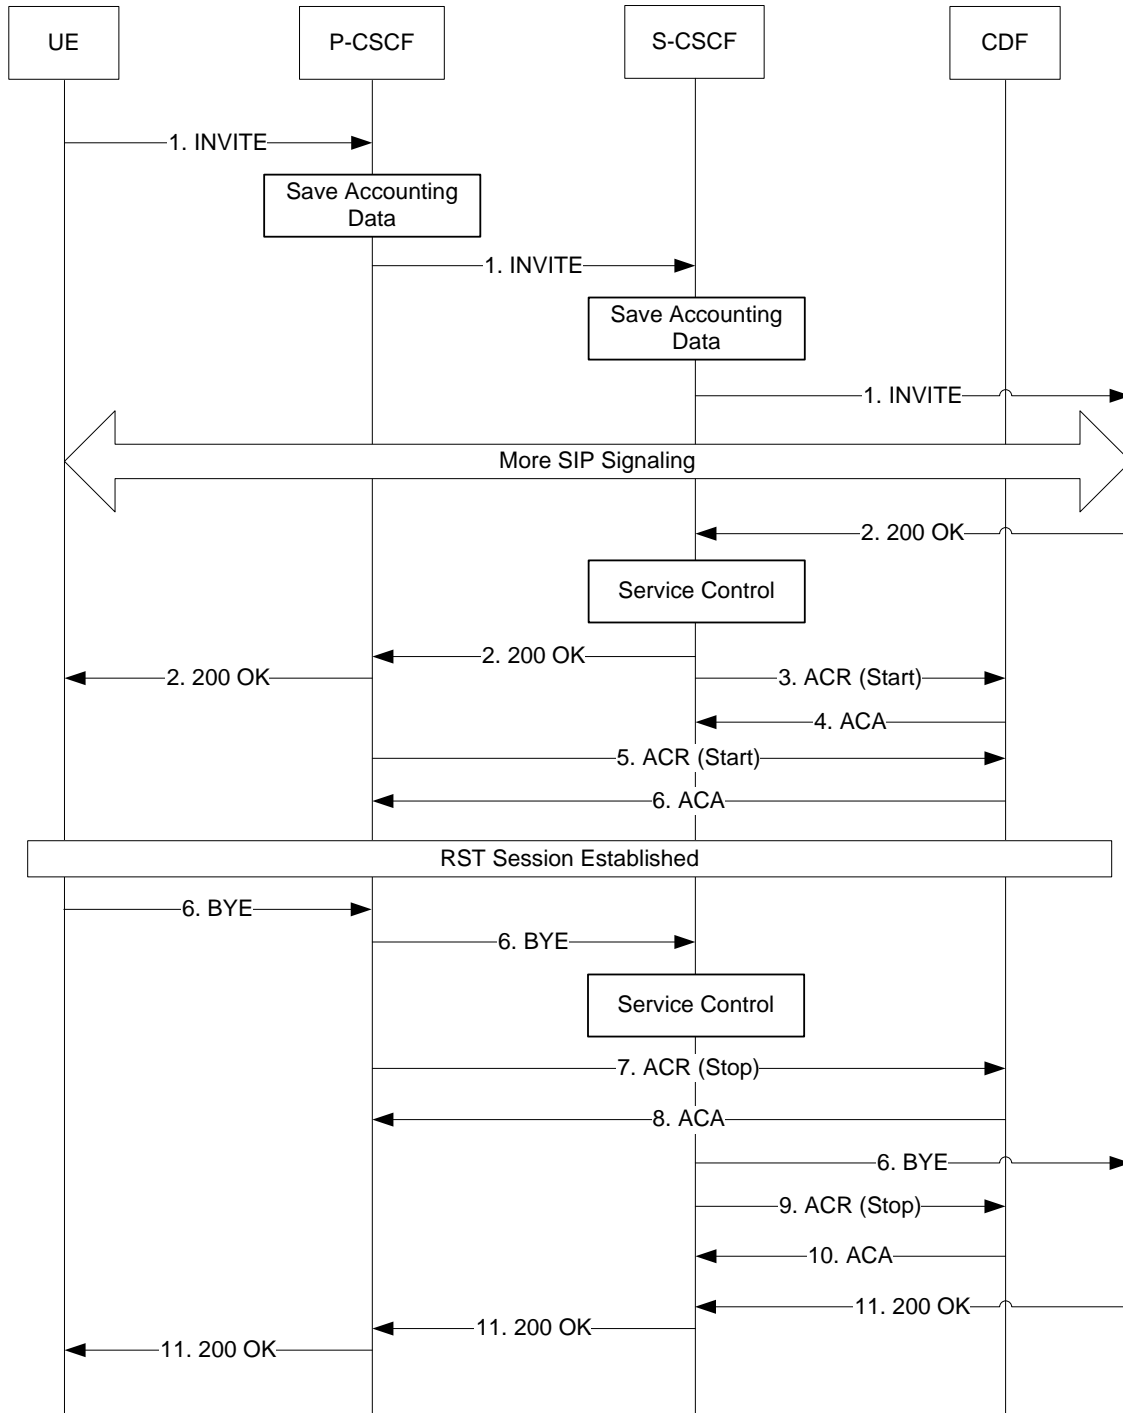 UE
P-CSCF
S-CSCF
CDF
1. INVITE
Save Accounting
Data
1. INVITE
Save Accounting
Data
1. INVITE
More SIP Signaling
2. 200 OK
Service Control
2. 200 OK
2. 200 OK
3. ACR (Start)
4. ACA
5. ACR (Start)
6. ACA
RST Session Established
6. BYE
6. BYE
Service Control
7. ACR (Stop)
8. ACA
6. BYE
9. ACR (Stop)
10. ACA
11. 200 OK
11. 200 OK
11. 200 OK